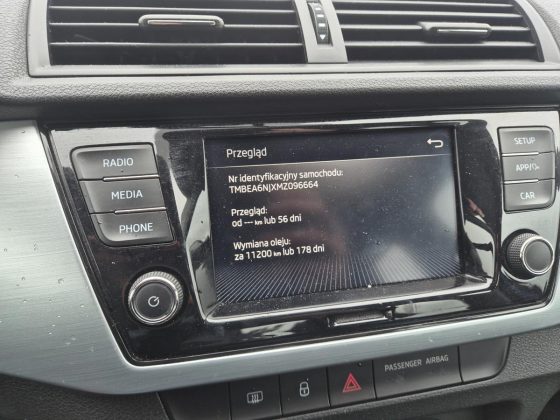 Przegląd
Nr identyfikacyjny samochodu:
TMBEA6NJXMZ096664
Przegląd:
od --- km lub 56 dni
Wymiana oleju:
za 11200 km lub 178 dni
RADIO
MEDIA
PHONE
SETUP
APP/
CAR
PASSENGER AIRBAG